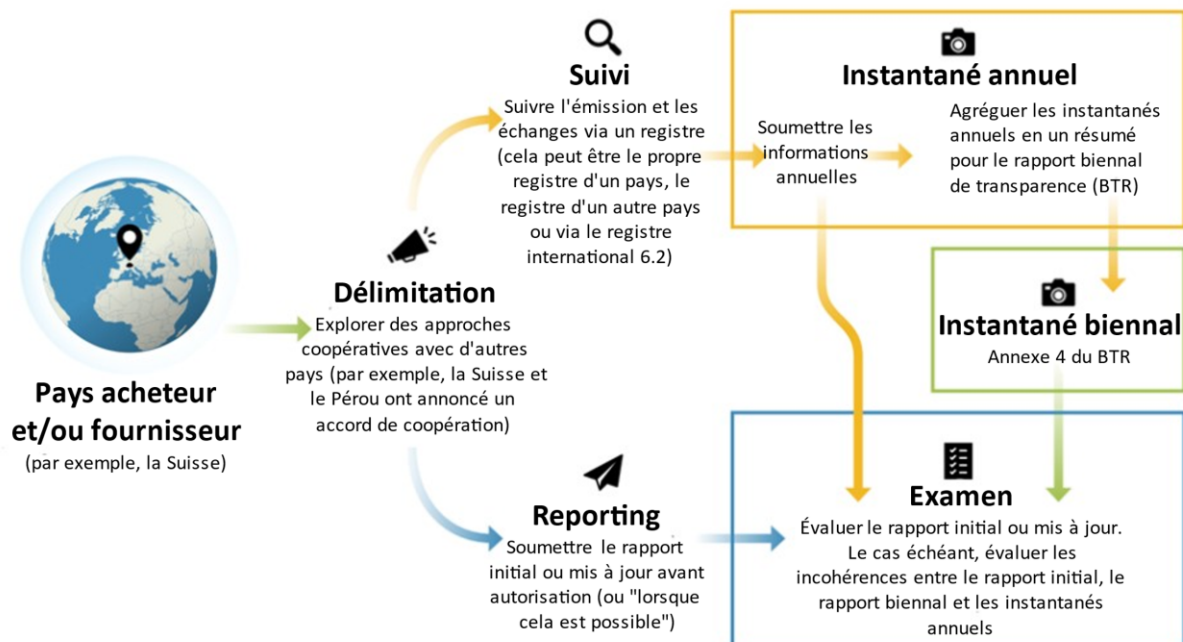 Pays acheteur
et/ou fournisseur
(par exemple, la Suisse)
Délimitation
Explorer des approches
coopératives avec d'autres
pays (par exemple, la Suisse et
le Pérou ont annoncé un
accord de coopération)
Suivi
Suivre l'émission et les
échanges via un registre
(cela peut être le propre
registre d'un pays, le
registre d'un autre pays
ou via le registre
international 6.2)
Reporting
Soumettre le rapport
initial ou mis à jour avant
autorisation (ou "lorsque
cela est possible")
Instantané annuel
Soumettre les
informations
annuelles
Agréguer les instantanés
annuels en un résumé
pour le rapport biennal
de transparence (BTR)
Instantané biennal
Annexe 4 du BTR
Examen
Évaluer le rapport initial ou mis à jour.
Le cas échéant, évaluer les
incohérences entre le rapport initial, le
rapport biennal et les instantanés
annuels